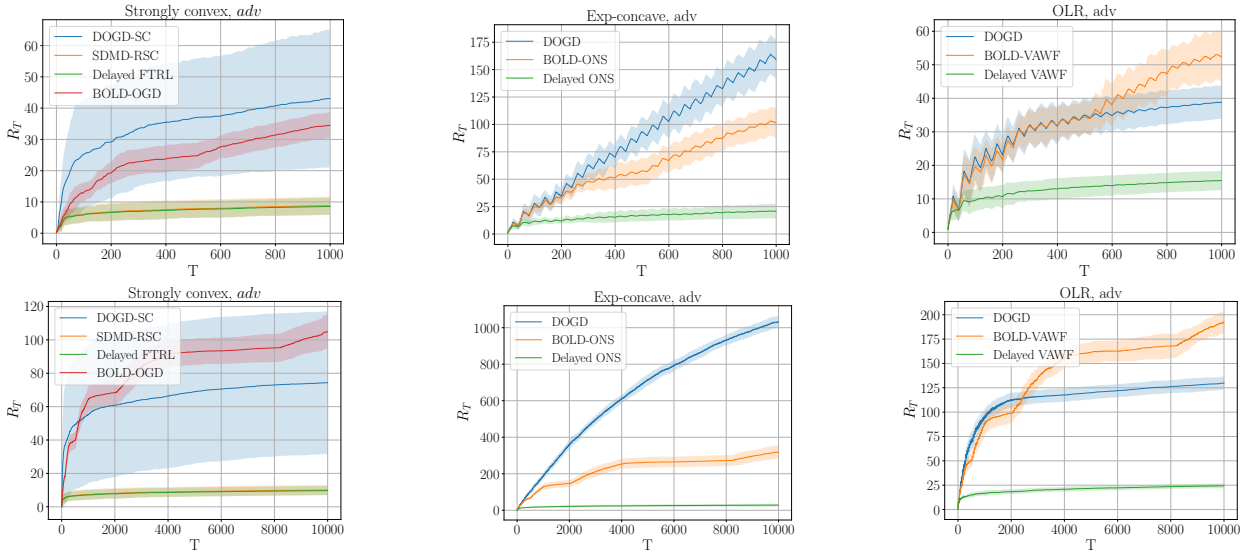 Strongly convex, adv
DOGD-SC
SDMD-RSC
Delayed FTRL
BOLD-OGD
60
50
40
30
20
10
0
R_T
0 200 400 600 800 1000
T
Exp-concave, adv
DOGD
BOLD-ONS
Delayed ONS
175
150
125
100
75
50
25
0
R_T
0 200 400 600 800 1000
T
OLR, adv
DOGD
BOLD-VAWF
Delayed VAWF
60
50
40
30
20
10
0
R_T
0 200 400 600 800 1000
T
Strongly convex, adv
DOGD-SC
SDMD-RSC
Delayed FTRL
BOLD-OGD
120
100
80
60
40
20
0
R_T
0 2000 4000 6000 8000 10000
T
Exp-concave, adv
DOGD
BOLD-ONS
Delayed ONS
1000
800
600
400
200
0
R_T
0 2000 4000 6000 8000 10000
T
OLR, adv
DOGD
BOLD-VAWF
Delayed VAWF
200
175
150
125
100
75
50
25
0
R_T
0 2000 4000 6000 8000 10000
T